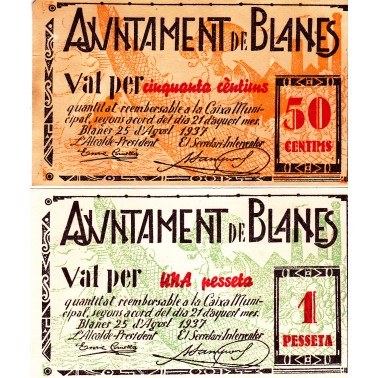 AJUNTAMENT DE BLANES
Val per cinquanta cèntims
quantitat reemborsable a la Caixa Muni-
cipal, segons acord del dia 21 d'aquest mes.
Blanes 25 d'Agost 1937
L'Alcalde-President El Secretari Interventor
50
CENTIMS
AJUNTAMENT DE BLANES
Val per UNA pesseta
quantitat reemborsable a la Caixa Muni-
cipal, segons acord del dia 21 d'aquest mes.
Blanes 25 d'Agost 1937
L'Alcalde-President El Secretari Interventor
1
PESSETA